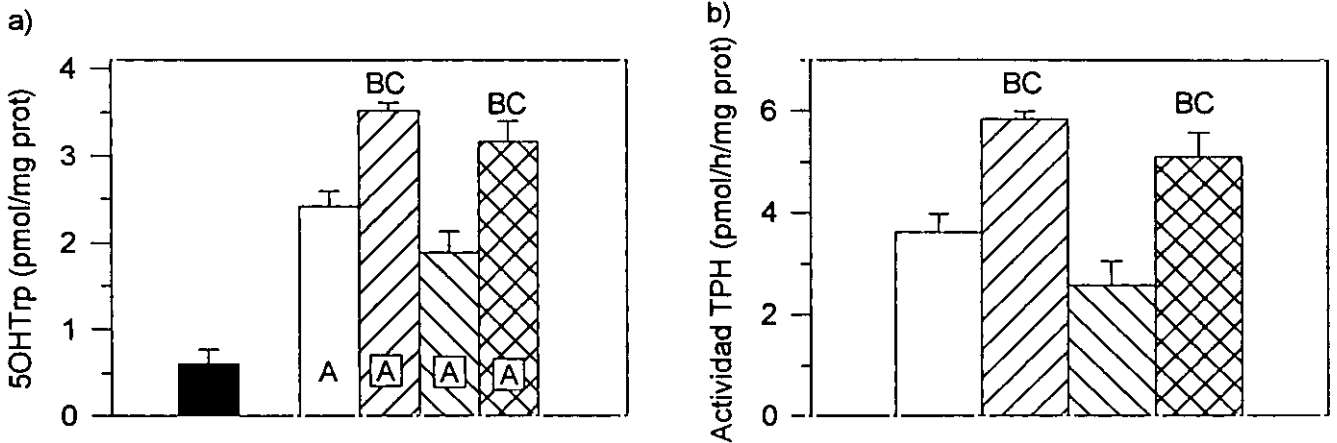 a)
5OHTrp (pmol/mg prot)
4
3
2
1
0
BC
BC
A
A
A
A
b)
Actividad TPH (pmol/h/mg prot)
6
4
2
0
BC
BC